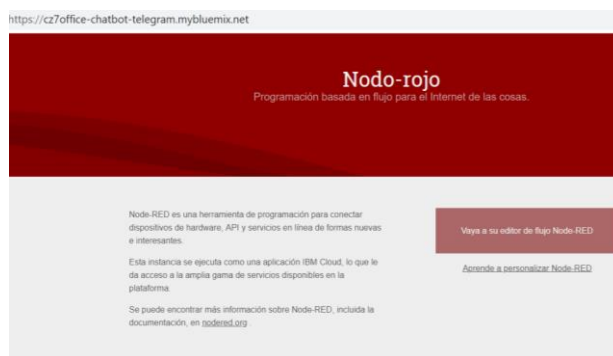 https://cz7office-chatbot-telegram.mybluemix.net
Nodo-rojo
Programación basada en flujo para el Internet de las cosas.
Node-RED es una herramienta de programación para conectar
dispositivos de hardware, API y servicios en línea de formas nuevas
e interesantes.
Esta instancia se ejecuta como una aplicación IBM Cloud, lo que le
da acceso a la amplia gama de servicios disponibles en la
plataforma.
Se puede encontrar más información sobre Node-RED, incluida la
documentación, en nodered.org .
Vaya a su editor de flujo Node-RED
Aprende a personalizar Node-RED